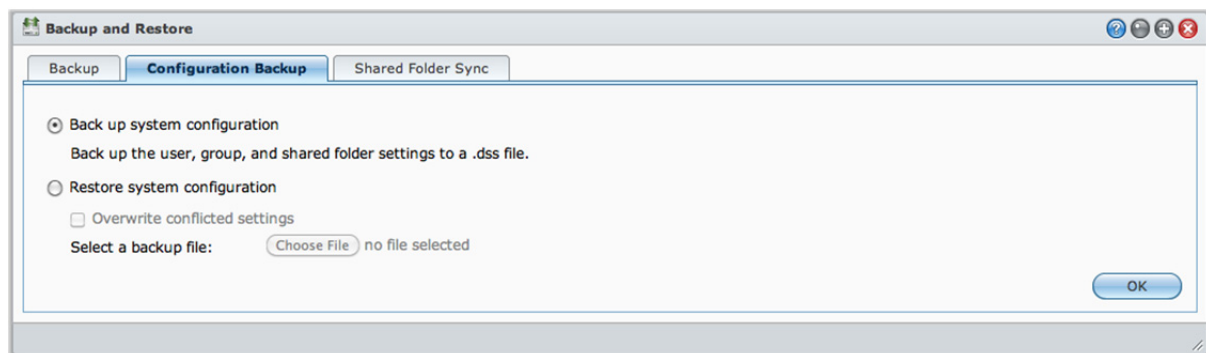 Backup and Restore
Backup Configuration Backup Shared Folder Sync
Back up system configuration
Back up the user, group, and shared folder settings to a .dss file.
Restore system configuration
Overwrite conflicted settings
Select a backup file: Choose File no file selected
OK